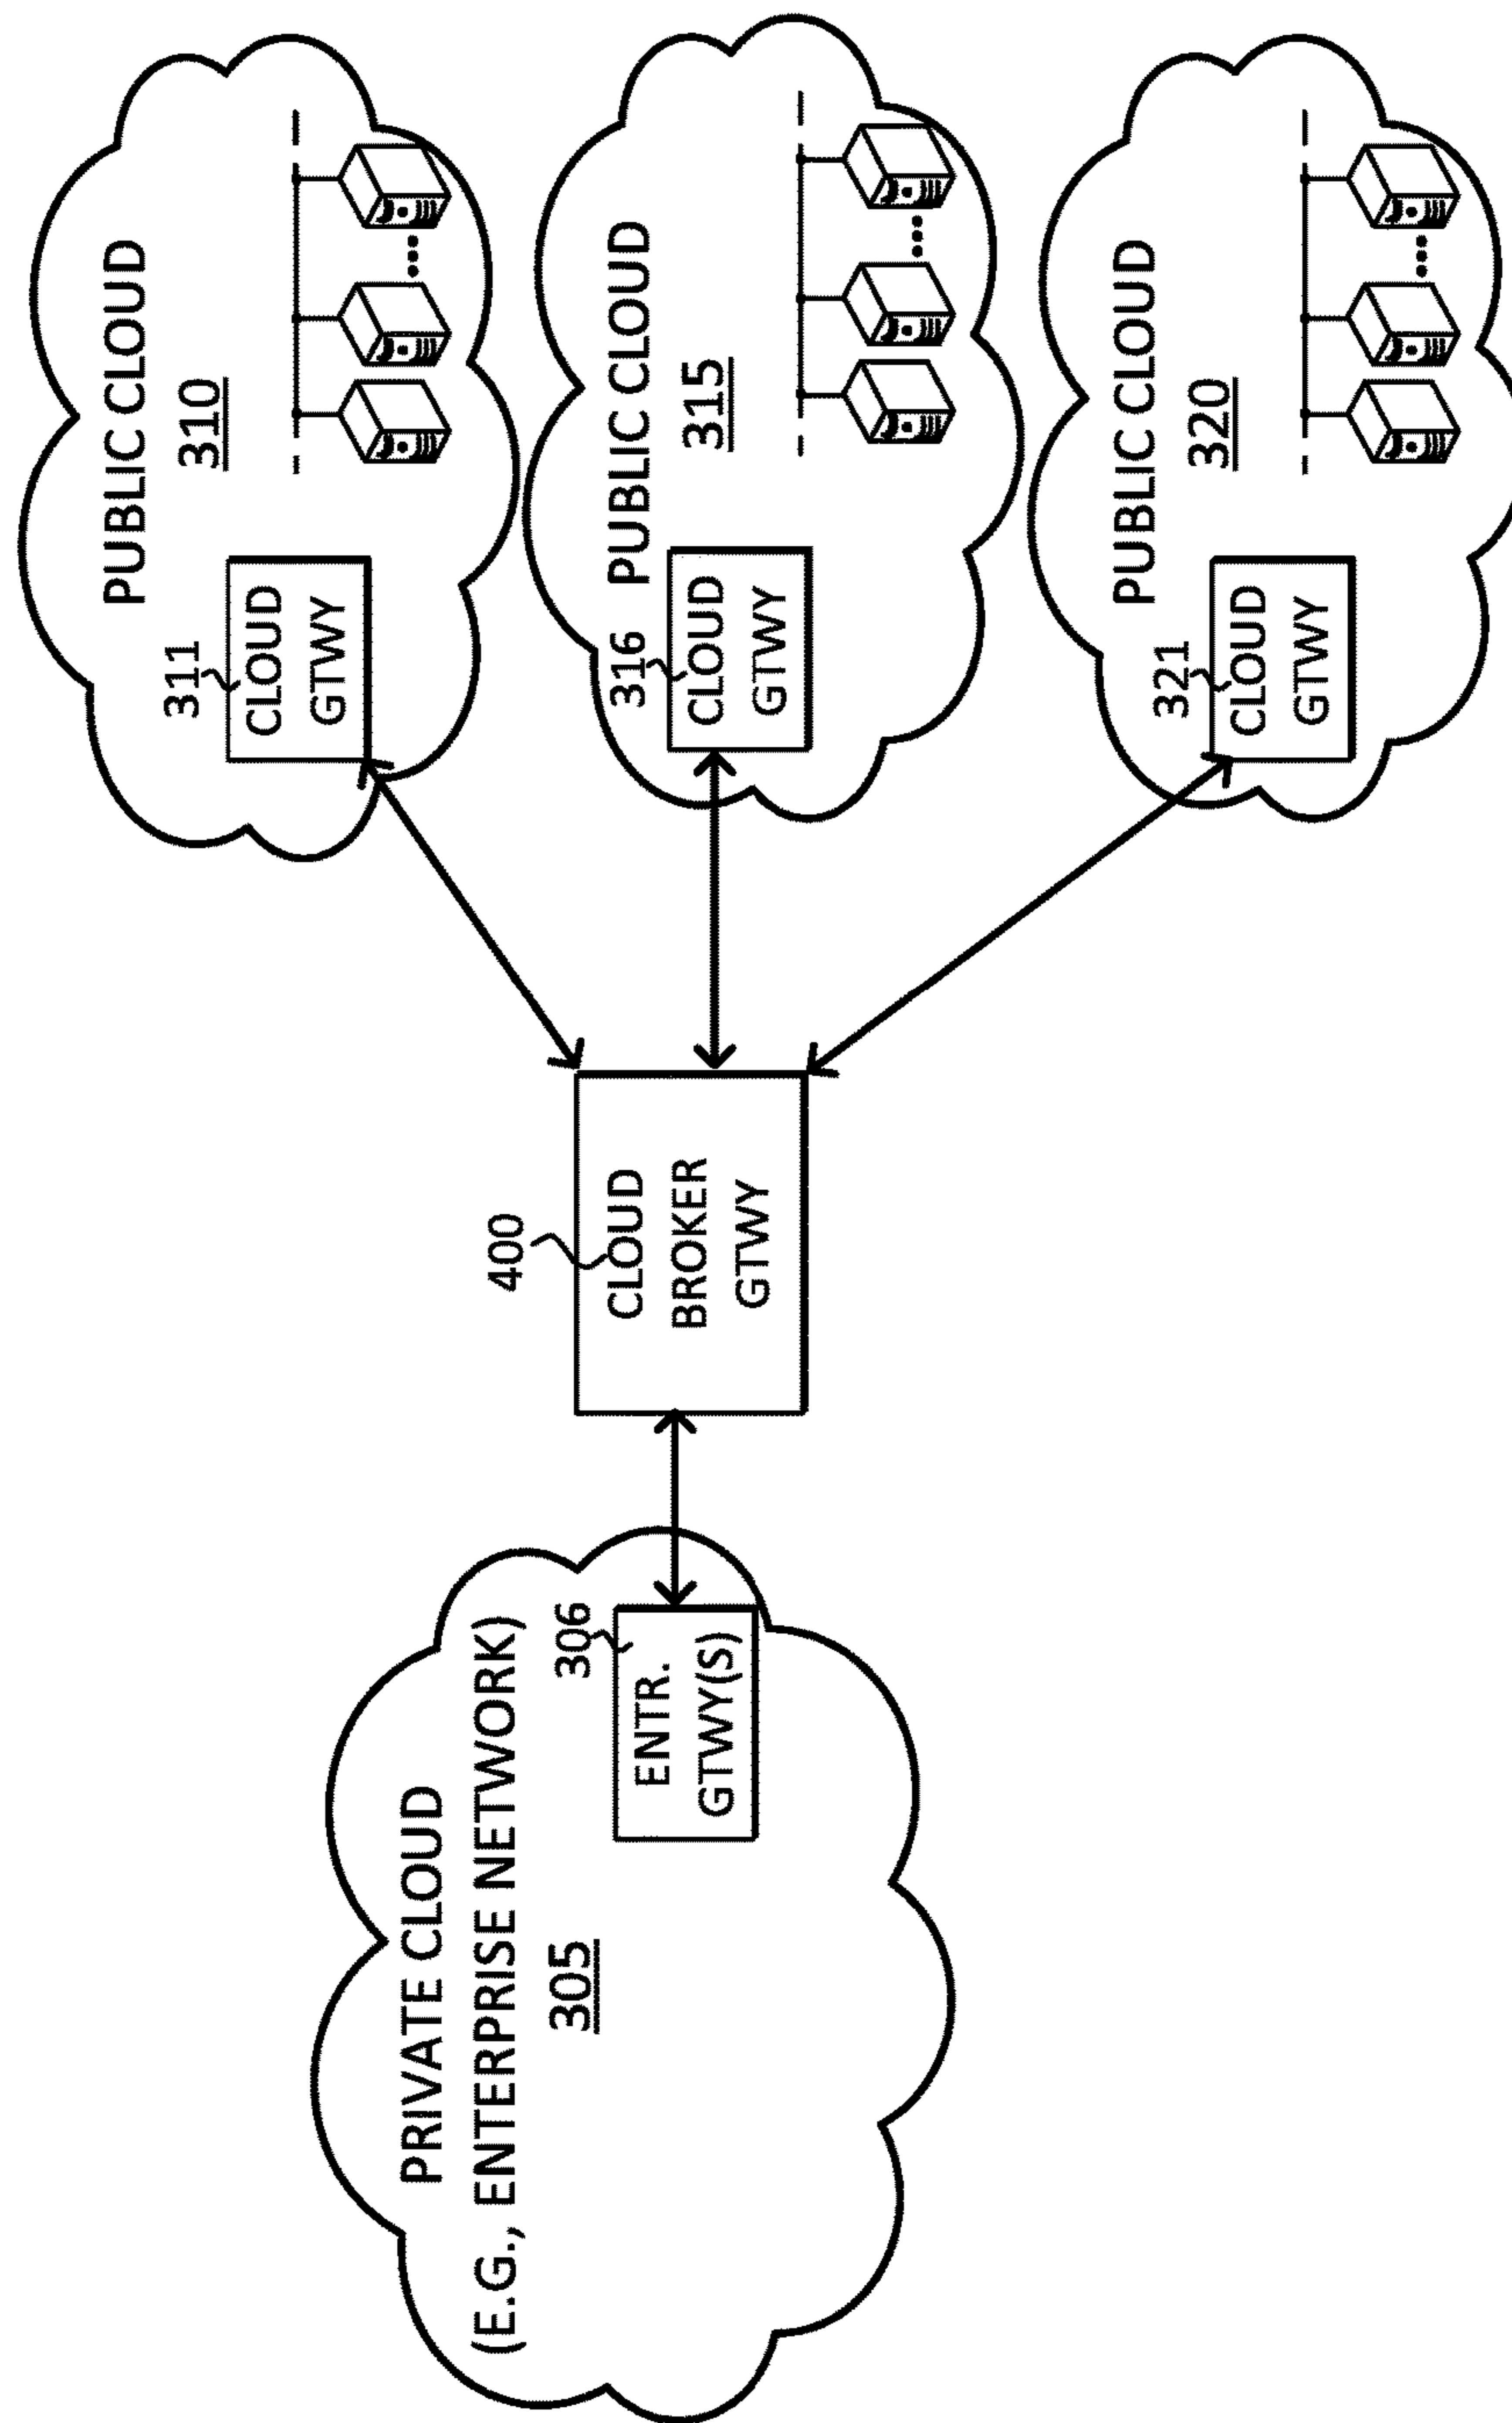 PRIVATE CLOUD
(E.G., ENTERPRISE NETWORK)
305
306
ENTR.
GTWY(S)
400
CLOUD
BROKER
GTWY
PUBLIC CLOUD
310
311
CLOUD
GTWY
PUBLIC CLOUD
315
316
CLOUD
GTWY
PUBLIC CLOUD
320
321
CLOUD
GTWY